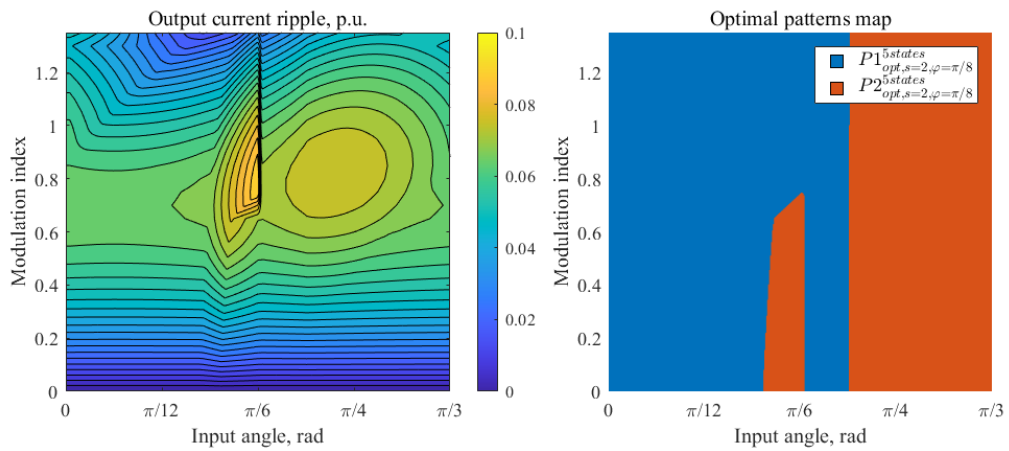 Output current ripple, p.u.
Modulation index
1.2
1
0.8
0.6
0.4
0.2
0
0 π/12 π/6 π/4 π/3
Input angle, rad
0.1
0.08
0.06
0.04
0.02
0
Optimal patterns map
P1^{5states}_{opt,s=2,φ=π/8}
P2^{5states}_{opt,s=2,φ=π/8}
Modulation index
1.2
1
0.8
0.6
0.4
0.2
0
0 π/12 π/6 π/4 π/3
Input angle, rad